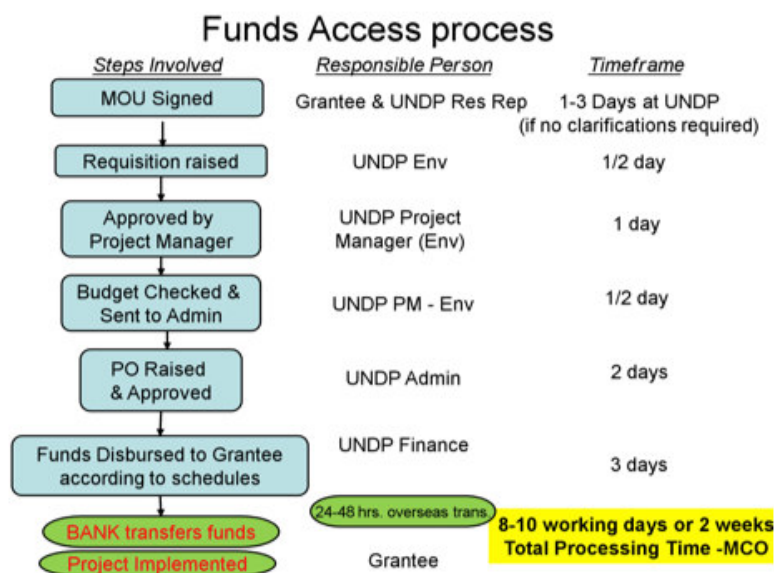 Funds Access process
Steps Involved
Responsible Person
Timeframe
MOU Signed
Grantee & UNDP Res Rep
1-3 Days at UNDP
(if no clarifications required)
Requisition raised
UNDP Env
1/2 day
Approved by
Project Manager
UNDP Project
Manager (Env)
1 day
Budget Checked &
Sent to Admin
UNDP PM - Env
1/2 day
PO Raised
& Approved
UNDP Admin
2 days
Funds Disbursed to Grantee
according to schedules
UNDP Finance
3 days
BANK transfers funds
24-48 hrs. overseas trans.
8-10 working days or 2 weeks
Total Processing Time -MCO
Project Implemented
Grantee